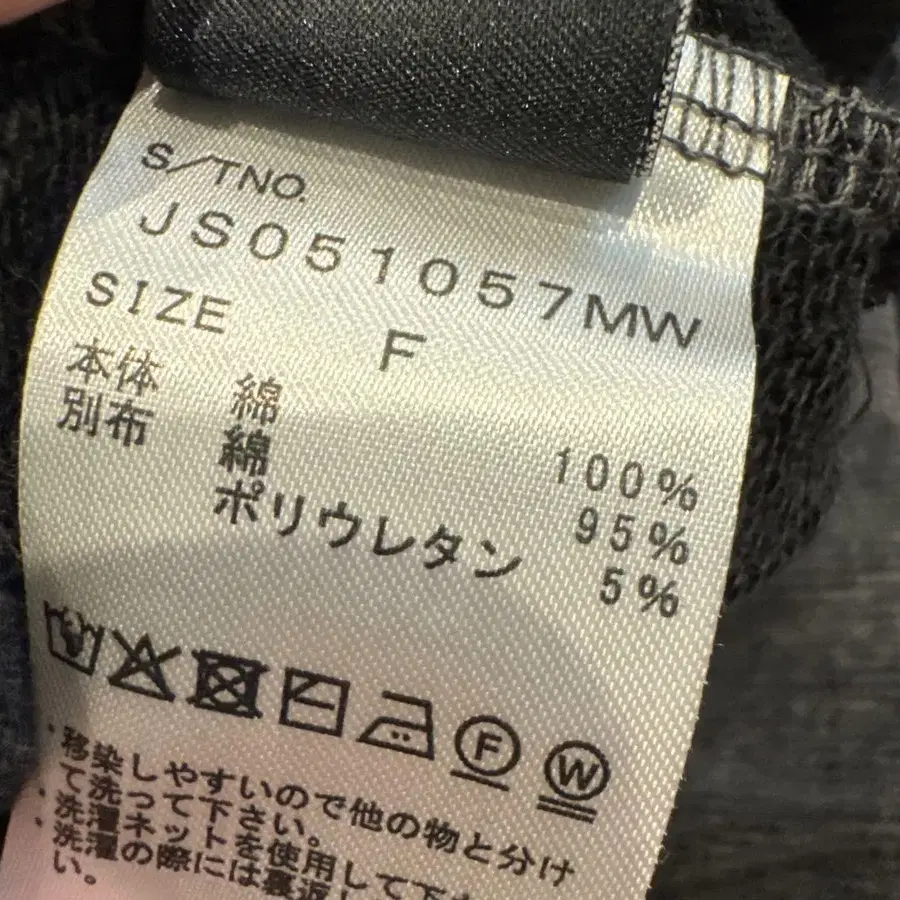 S/TNO.
JS051057MW
SIZE F
本体 綿 100%
別布 綿 95%
ポリウレタン 5%
F W
・移染しやすいので他の物と分け
て洗って下さい。
・洗濯ネットを使用して下
・洗濯の際には裏返
い。